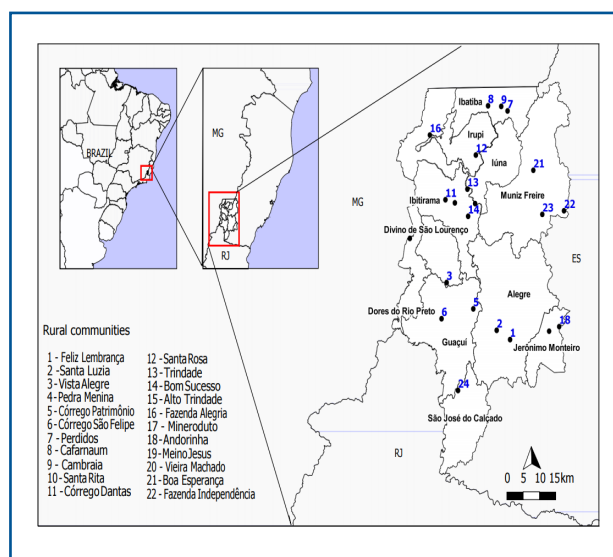 BRAZIL
MG
RJ
MG
ES
RJ
8 9 7
Ibatiba
16
Irupi
12
Iúna
21
13
Muniz Freire
Ibitirama 11
14
23 22
Divino de São Lourenço
3
Alegre
Dores do Rio Preto
5
6
2
18
Guaçuí
1
Jerônimo Monteiro
24
São José do Calçado
0 5 10 15km
Rural communities
1 - Feliz Lembrança
2 - Santa Luzia
3 - Vista Alegre
4 - Pedra Menina
5 - Córrego Patrimônio
6 - Córrego São Felipe
7 - Perdidos
8 - Cafarnaum
9 - Cambraia
10 - Santa Rita
11 - Córrego Dantas
12 - Santa Rosa
13 - Trindade
14 - Bom Sucesso
15 - Alto Trindade
16 - Fazenda Alegria
17 - Mineroduto
18 - Andorinha
19 - Meino Jesus
20 - Vieira Machado
21 - Boa Esperança
22 - Fazenda Independência